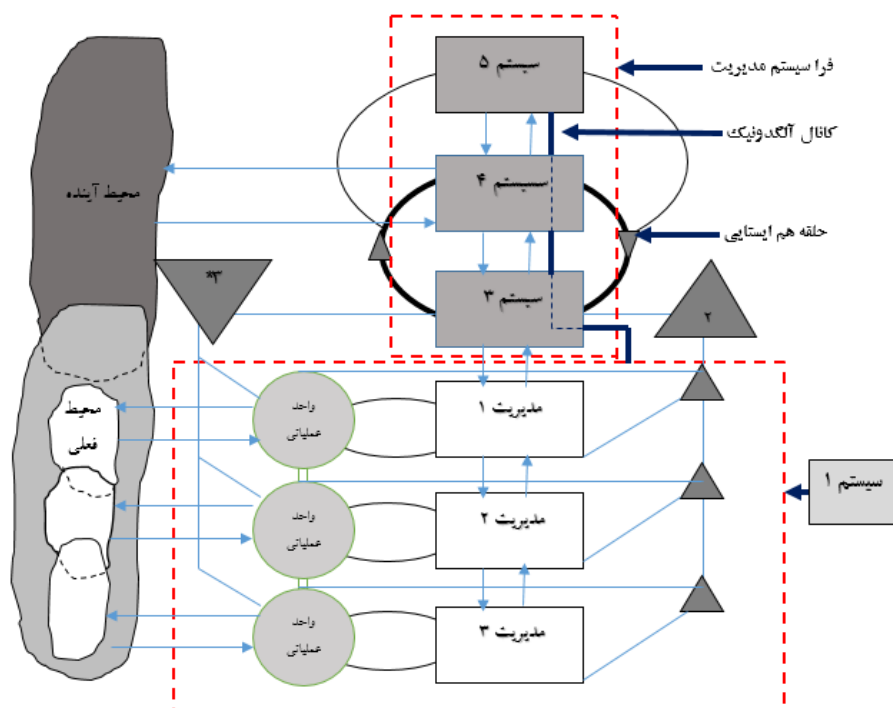 سیستم ۵
فرا سیستم مدیریت
کانال آلگدونیک
سیستم ۴
محیط آینده
حلقه هم ایستایی
*۳
سیستم ۳
۲
واحد
عملیاتی
مدیریت ۱
محیط
فعلی
سیستم ۱
واحد
عملیاتی
مدیریت ۲
واحد
عملیاتی
مدیریت ۳